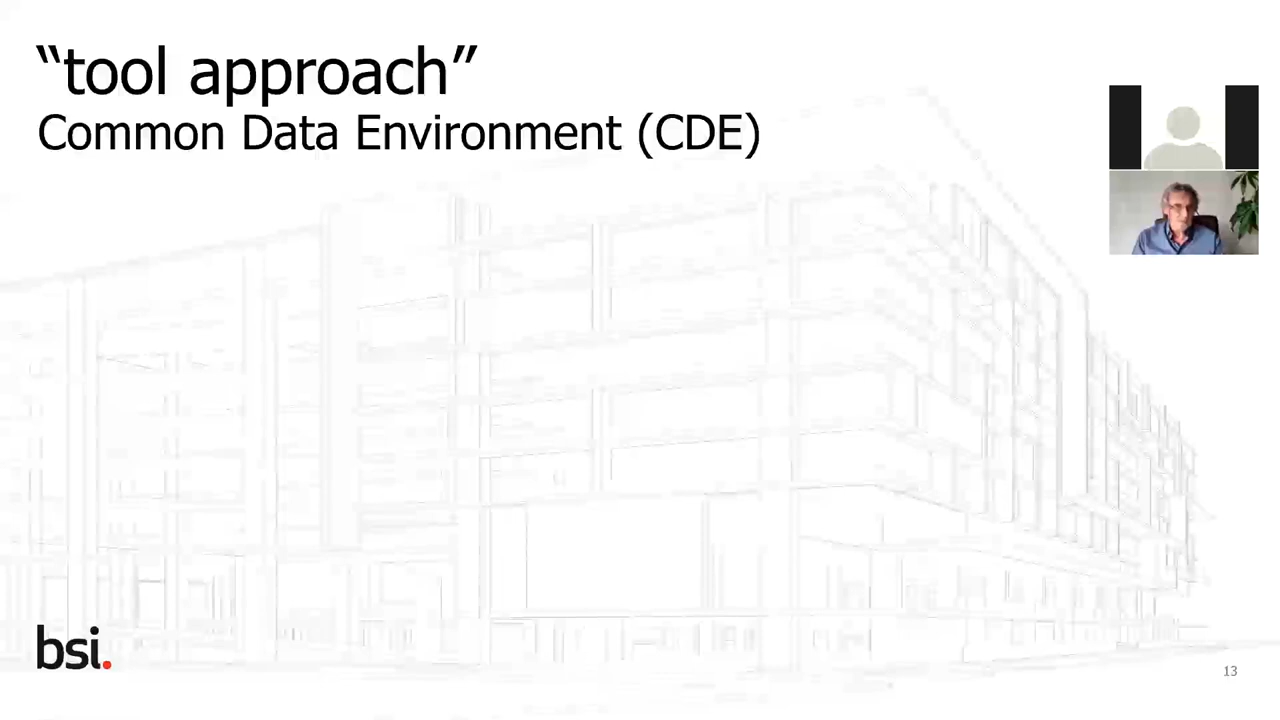 “tool approach”
Common Data Environment (CDE)
bsi.
13